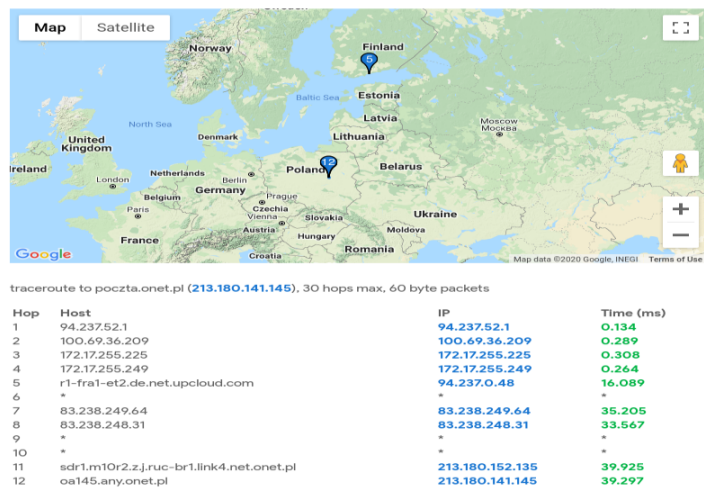 Map Satellite
Sweden
Norway
Finland
5
Baltic Sea
Estonia
Latvia
Lithuania
Moscow
Москва
North Sea
Denmark
United
Kingdom
Ireland
London
Netherlands
Berlin
Poland
12
Belarus
Belgium
Germany
Prague
Paris
Czechia
Vienna
Slovakia
Ukraine
Austria
Hungary
Moldova
France
Romania
Croatia
Google
Map data ©2020 Google, INEGI Terms of Use
traceroute to poczta.onet.pl (213.180.141.145), 30 hops max, 60 byte packets
Hop Host IP Time (ms)
1 94.237.52.1 94.237.52.1 0.134
2 100.69.36.209 100.69.36.209 0.289
3 172.17.255.225 172.17.255.225 0.308
4 172.17.255.249 172.17.255.249 0.264
5 r1-fra1-et2.de.net.upcloud.com 94.237.0.48 16.089
6 * * *
7 83.238.249.64 83.238.249.64 35.205
8 83.238.248.31 83.238.248.31 33.567
9 * * *
10 * * *
11 sdr1.m10r2.z.j.ruc-br1.link4.net.onet.pl 213.180.152.135 39.925
12 oa145.any.onet.pl 213.180.141.145 39.297